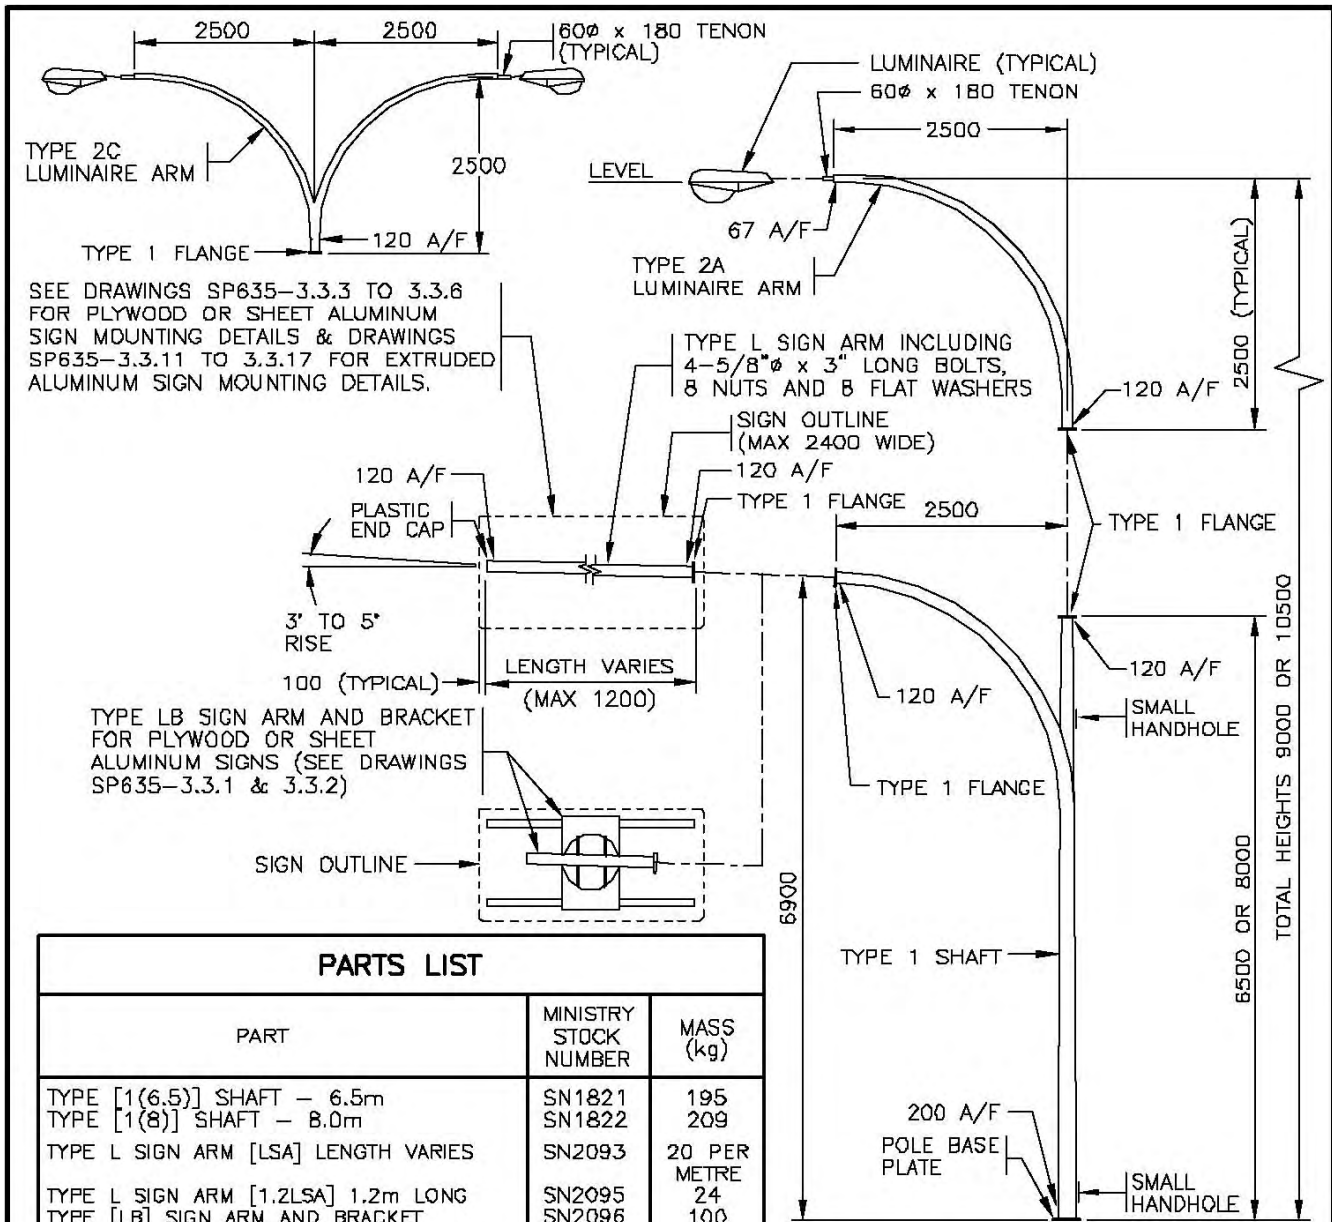 2500
2500
60ø x 180 TENON
(TYPICAL)
TYPE 2C
LUMINAIRE ARM
2500
120 A/F
TYPE 1 FLANGE
LUMINAIRE (TYPICAL)
60ø x 180 TENON
2500
LEVEL
67 A/F
TYPE 2A
LUMINAIRE ARM
2500 (TYPICAL)
120 A/F
SEE DRAWINGS SP635-3.3.3 TO 3.3.6
FOR PLYWOOD OR SHEET ALUMINUM
SIGN MOUNTING DETAILS & DRAWINGS
SP635-3.3.11 TO 3.3.17 FOR EXTRUDED
ALUMINUM SIGN MOUNTING DETAILS.
TYPE L SIGN ARM INCLUDING
4-5/8"ø x 3" LONG BOLTS,
8 NUTS AND 8 FLAT WASHERS
SIGN OUTLINE
(MAX 2400 WIDE)
120 A/F
120 A/F
TYPE 1 FLANGE
PLASTIC
END CAP
2500
TYPE 1 FLANGE
3° TO 5°
RISE
100 (TYPICAL)
LENGTH VARIES
(MAX 1200)
120 A/F
120 A/F
SMALL
HANDHOLE
TYPE 1 FLANGE
TYPE LB SIGN ARM AND BRACKET
FOR PLYWOOD OR SHEET
ALUMINUM SIGNS (SEE DRAWINGS
SP635-3.3.1 & 3.3.2)
SIGN OUTLINE
6900
TYPE 1 SHAFT
6500 OR 8000
TOTAL HEIGHTS 9000 OR 10500
200 A/F
POLE BASE
PLATE
SMALL
HANDHOLE
PARTS LIST
PART MINISTRY STOCK NUMBER MASS (kg)
TYPE [1(6.5)] SHAFT - 6.5m SN1821 195
TYPE [1(8)] SHAFT - 8.0m SN1822 209
TYPE L SIGN ARM [LSA] LENGTH VARIES SN2093 20 PER METRE
TYPE L SIGN ARM [1.2LSA] 1.2m LONG SN2095 24
TYPE [LB] SIGN ARM AND BRACKET SN2096 100